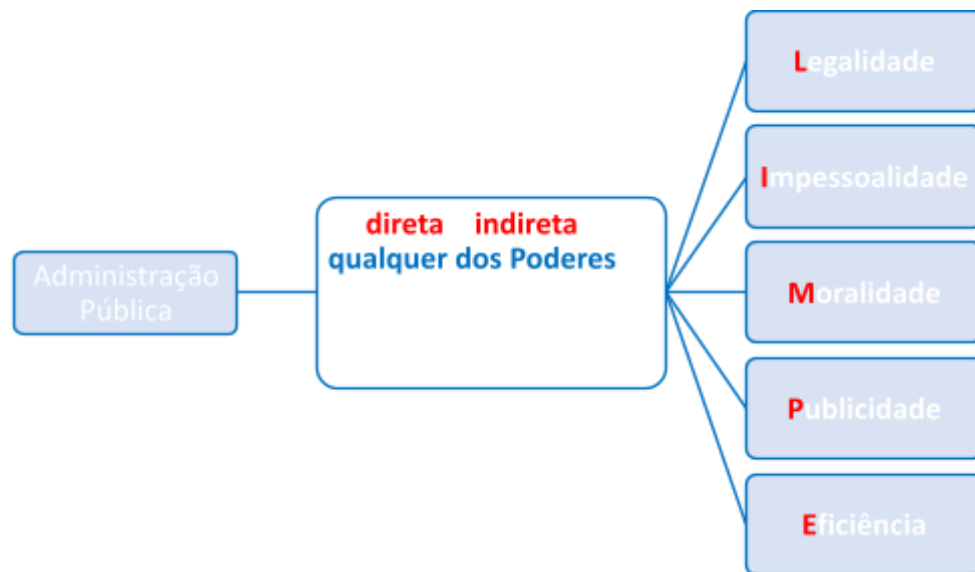 Administração
Pública
direta indireta
qualquer dos Poderes
Legalidade
Impessoalidade
Moralidade
Publicidade
Eficiência